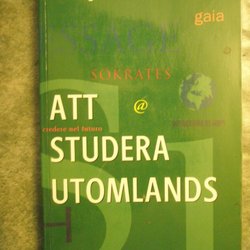 gaia
SOKRATES
@
ATT
credere nel futuro
STUDERA
UTOMLANDS